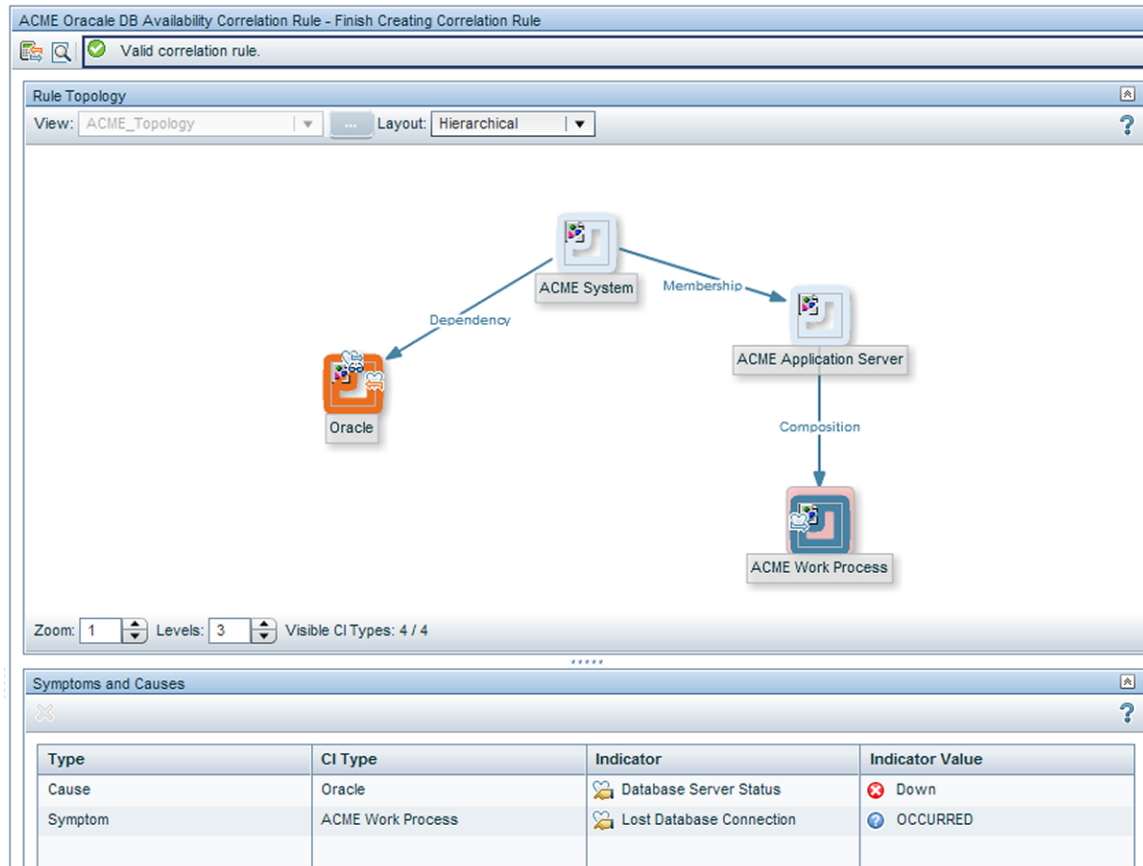 ACME Oracale DB Availability Correlation Rule - Finish Creating Correlation Rule
Valid correlation rule.
Rule Topology
View: ACME_Topology ... Layout: Hierarchical
ACME System
Membership
Dependency
ACME Application Server
Oracle
Composition
ACME Work Process
Zoom: 1 Levels: 3 Visible CI Types: 4 / 4
Symptoms and Causes
Type CI Type Indicator Indicator Value
Cause Oracle Database Server Status Down
Symptom ACME Work Process Lost Database Connection OCCURRED